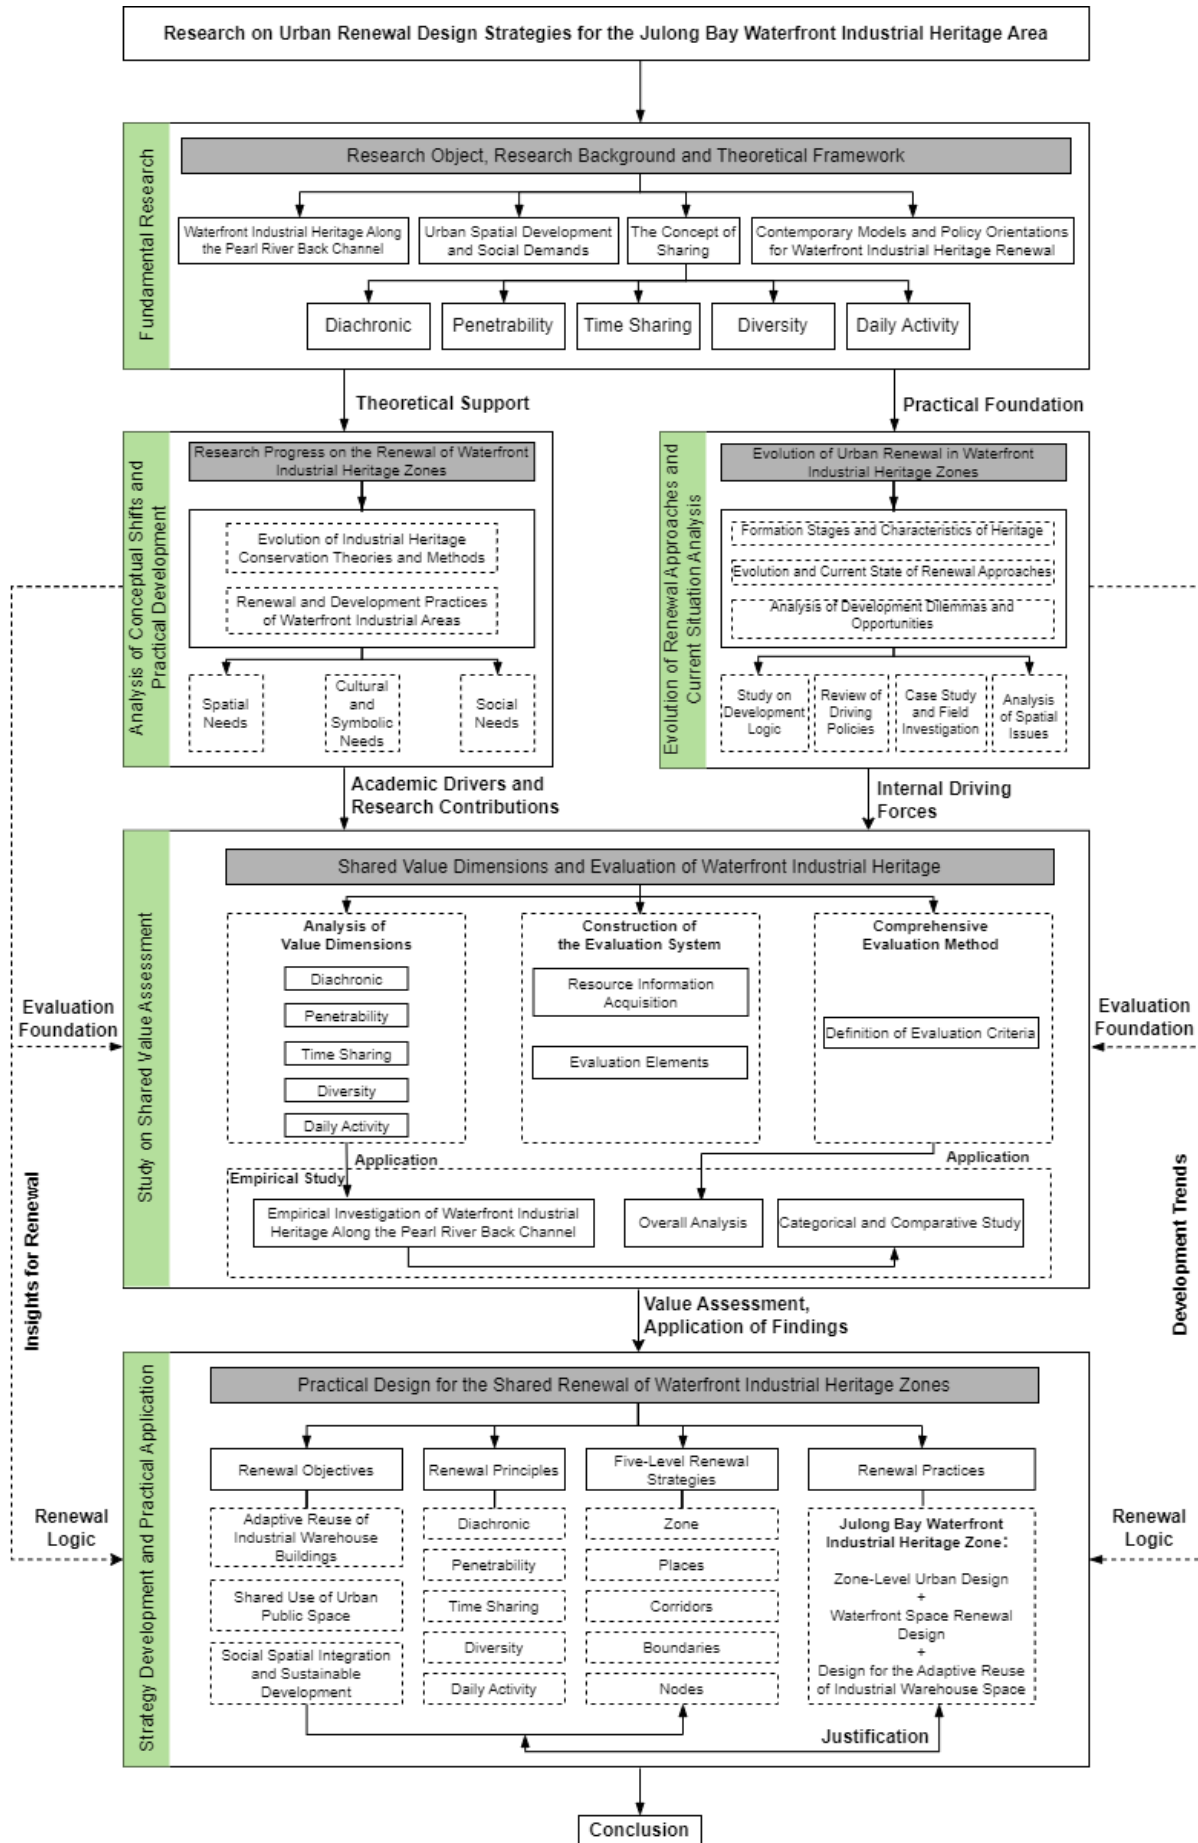 Research on Urban Renewal Design Strategies for the Julong Bay Waterfront Industrial Heritage Area
Fundamental Research
Research Object, Research Background and Theoretical Framework
Waterfront Industrial Heritage Along
the Pearl River Back Channel
Urban Spatial Development
and Social Demands
The Concept of
Sharing
Contemporary Models and Policy Orientations
for Waterfront Industrial Heritage Renewal
Diachronic
Penetrability
Time Sharing
Diversity
Daily Activity
Theoretical Support
Practical Foundation
Analysis of Conceptual Shifts and
Practical Development
Research Progress on the Renewal of Waterfront
Industrial Heritage Zones
Evolution of Industrial Heritage
Conservation Theories and Methods
Renewal and Development Practices
of Waterfront Industrial Areas
Spatial
Needs
Cultural
and
Symbolic
Needs
Social
Needs
Evolution of Renewal Approaches and
Current Situation Analysis
Evolution of Urban Renewal in Waterfront
Industrial Heritage Zones
Formation Stages and Characteristics of Heritage
Evolution and Current State of Renewal Approaches
Analysis of Development Dilemmas and
Opportunities
Study on
Development
Logic
Review of
Driving
Policies
Case Study
and Field
Investigation
Analysis
of Spatial
Issues
Academic Drivers and
Research Contributions
Internal Driving
Forces
Study on Shared Value Assessment
Shared Value Dimensions and Evaluation of Waterfront Industrial Heritage
Analysis of
Value Dimensions
Diachronic
Penetrability
Time Sharing
Diversity
Daily Activity
Construction of
the Evaluation System
Resource Information
Acquisition
Evaluation Elements
Comprehensive
Evaluation Method
Definition of Evaluation Criteria
Evaluation
Foundation
Evaluation
Foundation
Application
Application
Empirical Study
Empirical Investigation of Waterfront Industrial
Heritage Along the Pearl River Back Channel
Overall Analysis
Categorical and Comparative Study
Insights for Renewal
Development Trends
Value Assessment,
Application of Findings
Strategy Development and Practical Application
Practical Design for the Shared Renewal of Waterfront Industrial Heritage Zones
Renewal Objectives
Adaptive Reuse of
Industrial Warehouse
Buildings
Shared Use of Urban
Public Space
Social Spatial Integration
and Sustainable
Development
Renewal Principles
Diachronic
Penetrability
Time Sharing
Diversity
Daily Activity
Five-Level Renewal
Strategies
Zone
Places
Corridors
Boundaries
Nodes
Renewal Practices
Julong Bay Waterfront
Industrial Heritage Zone:
Zone-Level Urban Design
+
Waterfront Space Renewal
Design
+
Design for the Adaptive Reuse
of Industrial Warehouse Space
Renewal
Logic
Renewal
Logic
Justification
Conclusion